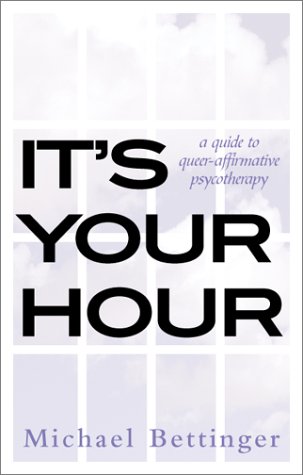 IT'S
YOUR
HOUR
a guide to
queer-affirmative
psycotherapy
Michael Bettinger